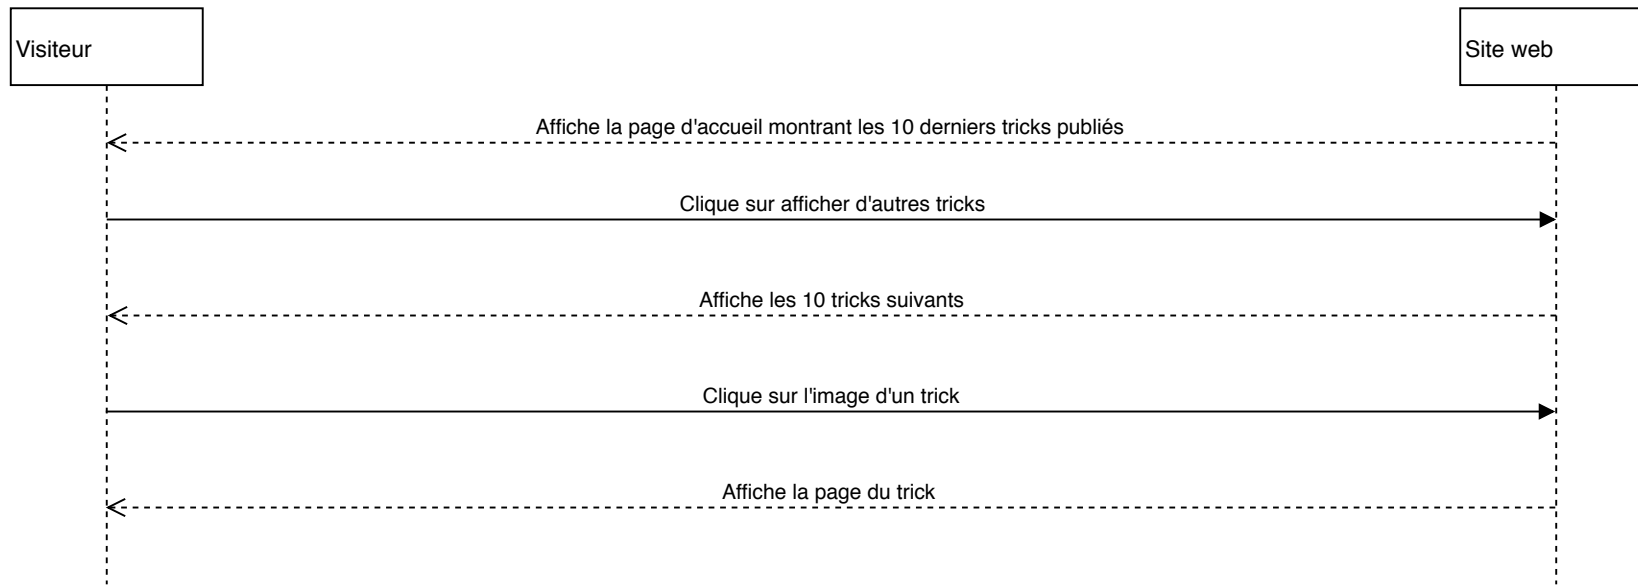 Visiteur
Site web
Affiche la page d'accueil montrant les 10 derniers tricks publiés
Clique sur afficher d'autres tricks
Affiche les 10 tricks suivants
Clique sur l'image d'un trick
Affiche la page du trick